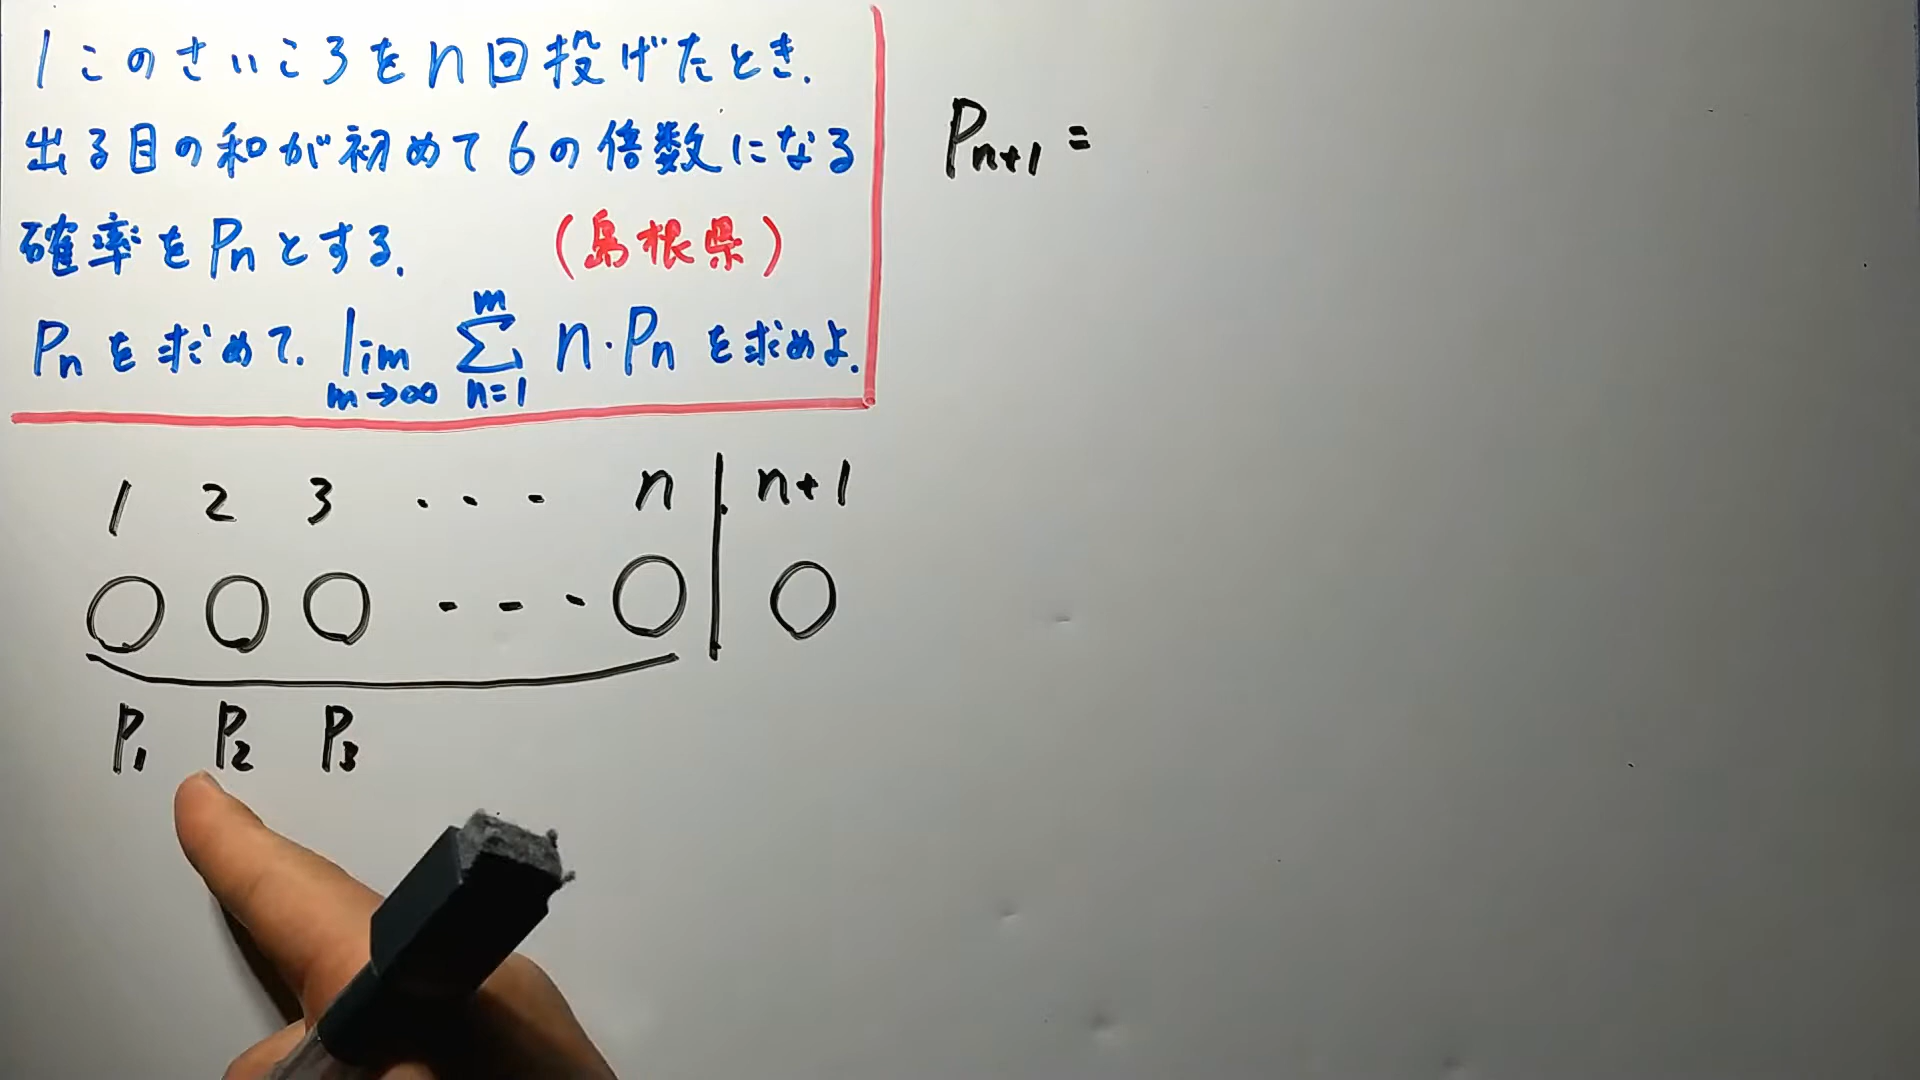 1このさいころをn回投げたとき.
出る目の和が初めて6の倍数になる
確率をPnとする. (島根県)
Pnを求めて. lim m→∞ Σ m n=1 n・Pn を求めよ.
1 2 3 ・・・ n | n+1
○ ○ ○ ・・・ ○ | ○
P1 P2 P3
Pn+1 =